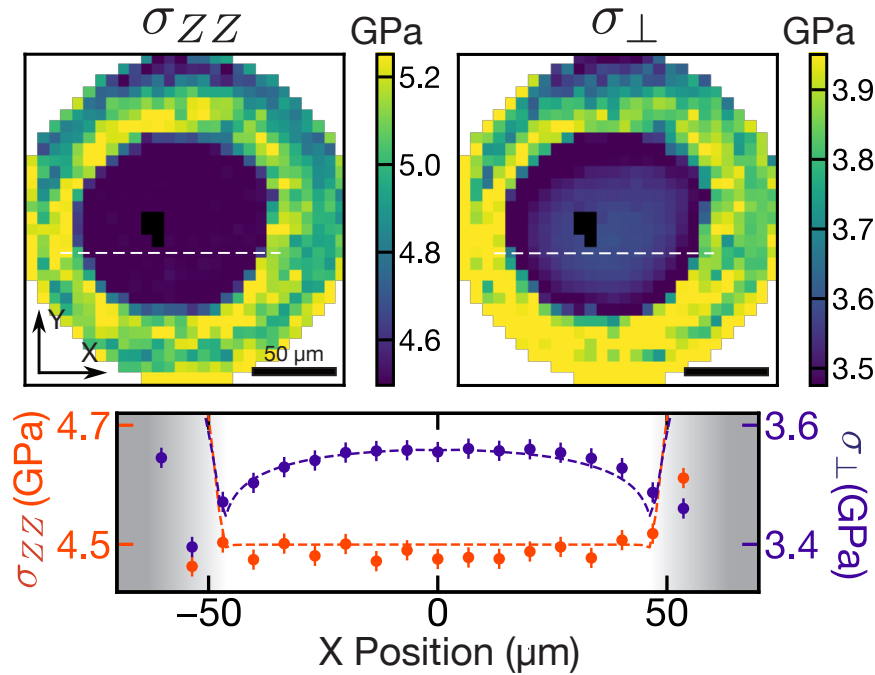 σZZ
GPa
σ⊥
GPa
5.2
5.0
4.8
4.6
Y
X
50 µm
3.9
3.8
3.7
3.6
3.5
4.7
4.5
σZZ (GPa)
3.6
3.4
σ⊥ (GPa)
−50
0
50
X Position (µm)